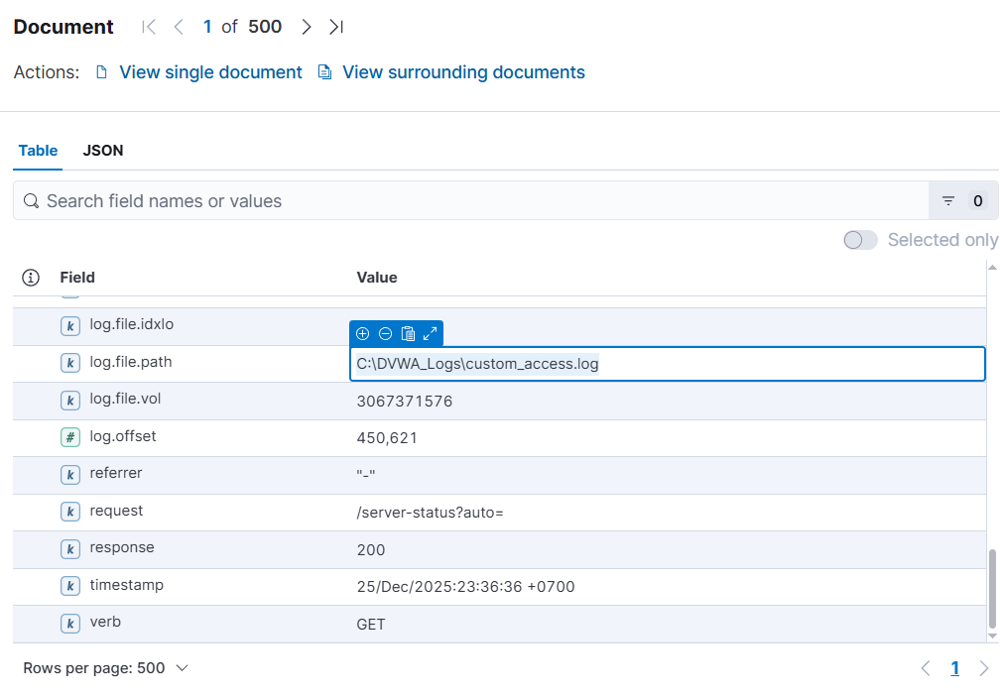 Document 1 of 500
Actions: View single document View surrounding documents
Table JSON
Search field names or values 0
Selected only
Field Value
k log.file.idxlo
k log.file.path C:\DVWA_Logs\custom_access.log
k log.file.vol 3067371576
# log.offset 450,621
k referrer "-"
k request /server-status?auto=
k response 200
k timestamp 25/Dec/2025:23:36:36 +0700
k verb GET
Rows per page: 500 1